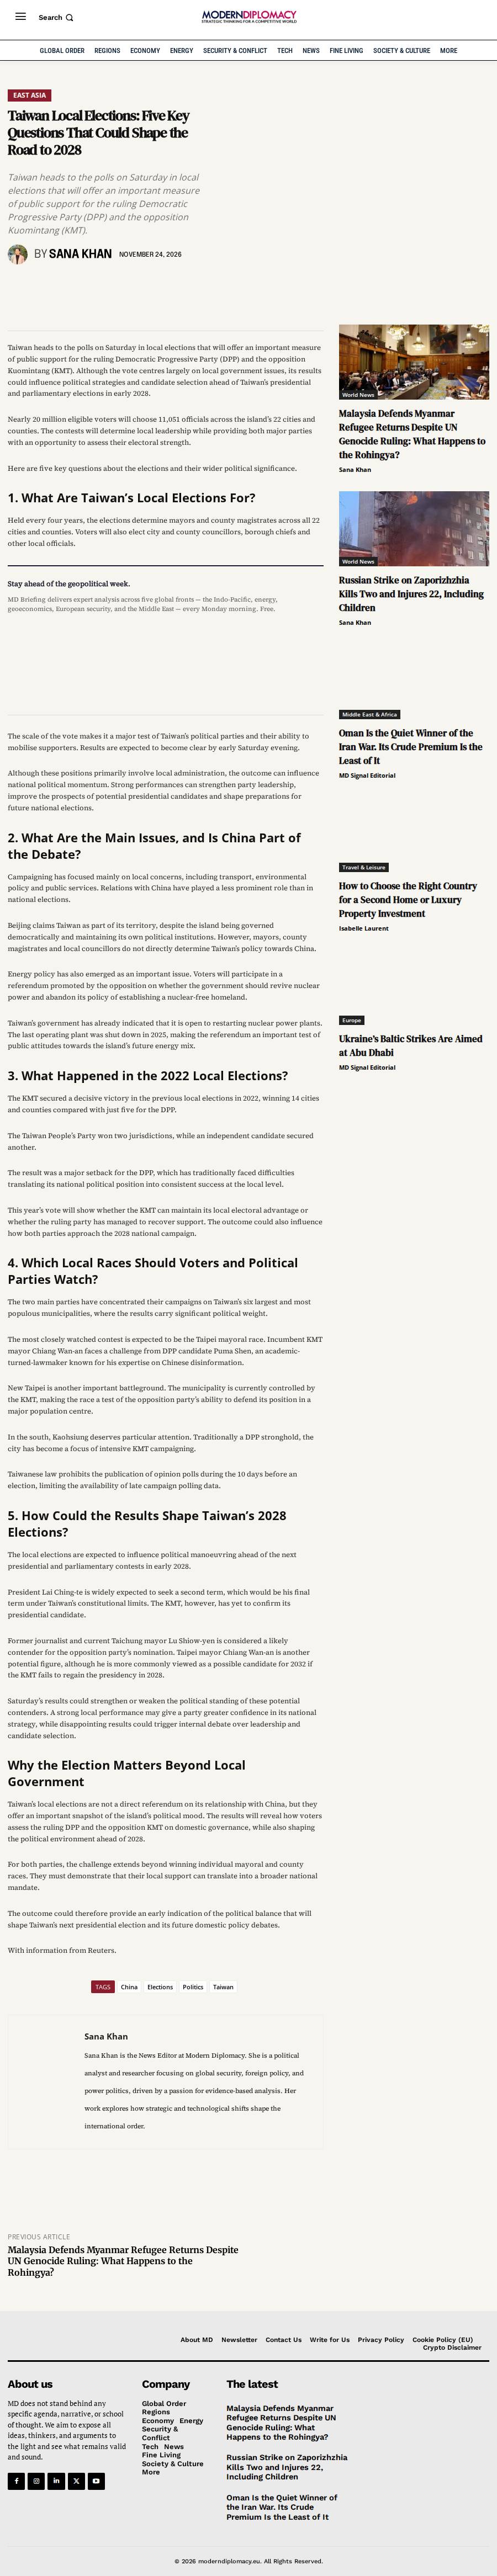 Search
MODERNDIPLOMACY
STRATEGIC THINKING FOR A COMPETITIVE WORLD
GLOBAL ORDER REGIONS ECONOMY ENERGY SECURITY & CONFLICT TECH NEWS FINE LIVING SOCIETY & CULTURE MORE
EAST ASIA
Taiwan Local Elections: Five Key
Questions That Could Shape the
Road to 2028
Taiwan heads to the polls on Saturday in local
elections that will offer an important measure
of public support for the ruling Democratic
Progressive Party (DPP) and the opposition
Kuomintang (KMT).
BY SANA KHAN NOVEMBER 24, 2026
Taiwan heads to the polls on Saturday in local elections that will offer an important measure
of public support for the ruling Democratic Progressive Party (DPP) and the opposition
Kuomintang (KMT). Although the vote centres largely on local government issues, its results
could influence political strategies and candidate selection ahead of Taiwan's presidential
and parliamentary elections in early 2028.
Nearly 20 million eligible voters will choose 11,051 officials across the island's 22 cities and
counties. The contests will determine local leadership while providing both major parties
with an opportunity to assess their electoral strength.
Here are five key questions about the elections and their wider political significance.
1. What Are Taiwan's Local Elections For?
Held every four years, the elections determine mayors and county magistrates across all 22
cities and counties. Voters will also elect city and county councillors, borough chiefs and
other local officials.
Stay ahead of the geopolitical week.
MD Briefing delivers expert analysis across five global fronts — the Indo-Pacific, energy,
geoeconomics, European security, and the Middle East — every Monday morning. Free.
The scale of the vote makes it a major test of Taiwan's political parties and their ability to
mobilise supporters. Results are expected to become clear by early Saturday evening.
Although these positions primarily involve local administration, the outcome can influence
national political momentum. Strong performances can strengthen party leadership,
improve the prospects of potential presidential candidates and shape preparations for
future national elections.
2. What Are the Main Issues, and Is China Part of
the Debate?
Campaigning has focused mainly on local concerns, including transport, environmental
policy and public services. Relations with China have played a less prominent role than in
national elections.
Beijing claims Taiwan as part of its territory, despite the island being governed
democratically and maintaining its own political institutions. However, mayors, county
magistrates and local councillors do not directly determine Taiwan's policy towards China.
Energy policy has also emerged as an important issue. Voters will participate in a
referendum proposed by the opposition on whether the government should revive nuclear
power and abandon its policy of establishing a nuclear-free homeland.
Taiwan's government has already indicated that it is open to restarting nuclear power plants.
The last operating plant was shut down in 2025, making the referendum an important test of
public attitudes towards the island's future energy mix.
3. What Happened in the 2022 Local Elections?
The KMT secured a decisive victory in the previous local elections in 2022, winning 14 cities
and counties compared with just five for the DPP.
The Taiwan People's Party won two jurisdictions, while an independent candidate secured
another.
The result was a major setback for the DPP, which has traditionally faced difficulties
translating its national political position into consistent success at the local level.
This year's vote will show whether the KMT can maintain its local electoral advantage or
whether the ruling party has managed to recover support. The outcome could also influence
how both parties approach the 2028 national campaign.
4. Which Local Races Should Voters and Political
Parties Watch?
The two main parties have concentrated their campaigns on Taiwan's six largest and most
populous municipalities, where the results carry significant political weight.
The most closely watched contest is expected to be the Taipei mayoral race. Incumbent KMT
mayor Chiang Wan-an faces a challenge from DPP candidate Puma Shen, an academic-
turned-lawmaker known for his expertise on Chinese disinformation.
New Taipei is another important battleground. The municipality is currently controlled by
the KMT, making the race a test of the opposition party's ability to defend its position in a
major population centre.
In the south, Kaohsiung deserves particular attention. Traditionally a DPP stronghold, the
city has become a focus of intensive KMT campaigning.
Taiwanese law prohibits the publication of opinion polls during the 10 days before an
election, limiting the availability of late campaign polling data.
5. How Could the Results Shape Taiwan's 2028
Elections?
The local elections are expected to influence political manoeuvring ahead of the next
presidential and parliamentary contests in early 2028.
President Lai Ching-te is widely expected to seek a second term, which would be his final
term under Taiwan's constitutional limits. The KMT, however, has yet to confirm its
presidential candidate.
Former journalist and current Taichung mayor Lu Shiow-yen is considered a likely
contender for the opposition party's nomination. Taipei mayor Chiang Wan-an is another
potential figure, although he is more commonly viewed as a possible candidate for 2032 if
the KMT fails to regain the presidency in 2028.
Saturday's results could strengthen or weaken the political standing of these potential
contenders. A strong local performance may give a party greater confidence in its national
strategy, while disappointing results could trigger internal debate over leadership and
candidate selection.
Why the Election Matters Beyond Local
Government
Taiwan's local elections are not a direct referendum on its relationship with China, but they
offer an important snapshot of the island's political mood. The results will reveal how voters
assess the ruling DPP and the opposition KMT on domestic governance, while also shaping
the political environment ahead of 2028.
For both parties, the challenge extends beyond winning individual mayoral and county
races. They must demonstrate that their local support can translate into a broader national
mandate.
The outcome could therefore provide an early indication of the political balance that will
shape Taiwan's next presidential election and its future domestic policy debates.
With information from Reuters.
TAGS China Elections Politics Taiwan
Sana Khan
Sana Khan is the News Editor at Modern Diplomacy. She is a political
analyst and researcher focusing on global security, foreign policy, and
power politics, driven by a passion for evidence-based analysis. Her
work explores how strategic and technological shifts shape the
international order.
PREVIOUS ARTICLE
Malaysia Defends Myanmar Refugee Returns Despite
UN Genocide Ruling: What Happens to the
Rohingya?
World News
Malaysia Defends Myanmar
Refugee Returns Despite UN
Genocide Ruling: What Happens to
the Rohingya?
Sana Khan
World News
Russian Strike on Zaporizhzhia
Kills Two and Injures 22, Including
Children
Sana Khan
Middle East & Africa
Oman Is the Quiet Winner of the
Iran War. Its Crude Premium Is the
Least of It
MD Signal Editorial
Travel & Leisure
How to Choose the Right Country
for a Second Home or Luxury
Property Investment
Isabelle Laurent
Europe
Ukraine's Baltic Strikes Are Aimed
at Abu Dhabi
MD Signal Editorial
About MD Newsletter Contact Us Write for Us Privacy Policy Cookie Policy (EU)
Crypto Disclaimer
About us
MD does not stand behind any
specific agenda, narrative, or school
of thought. We aim to expose all
ideas, thinkers, and arguments to
the light and see what remains valid
and sound.
Company
Global Order
Regions
Economy Energy
Security &
Conflict
Tech News
Fine Living
Society & Culture
More
The latest
Malaysia Defends Myanmar
Refugee Returns Despite UN
Genocide Ruling: What
Happens to the Rohingya?
Russian Strike on Zaporizhzhia
Kills Two and Injures 22,
Including Children
Oman Is the Quiet Winner of
the Iran War. Its Crude
Premium Is the Least of It
© 2026 moderndiplomacy.eu. All Rights Reserved.